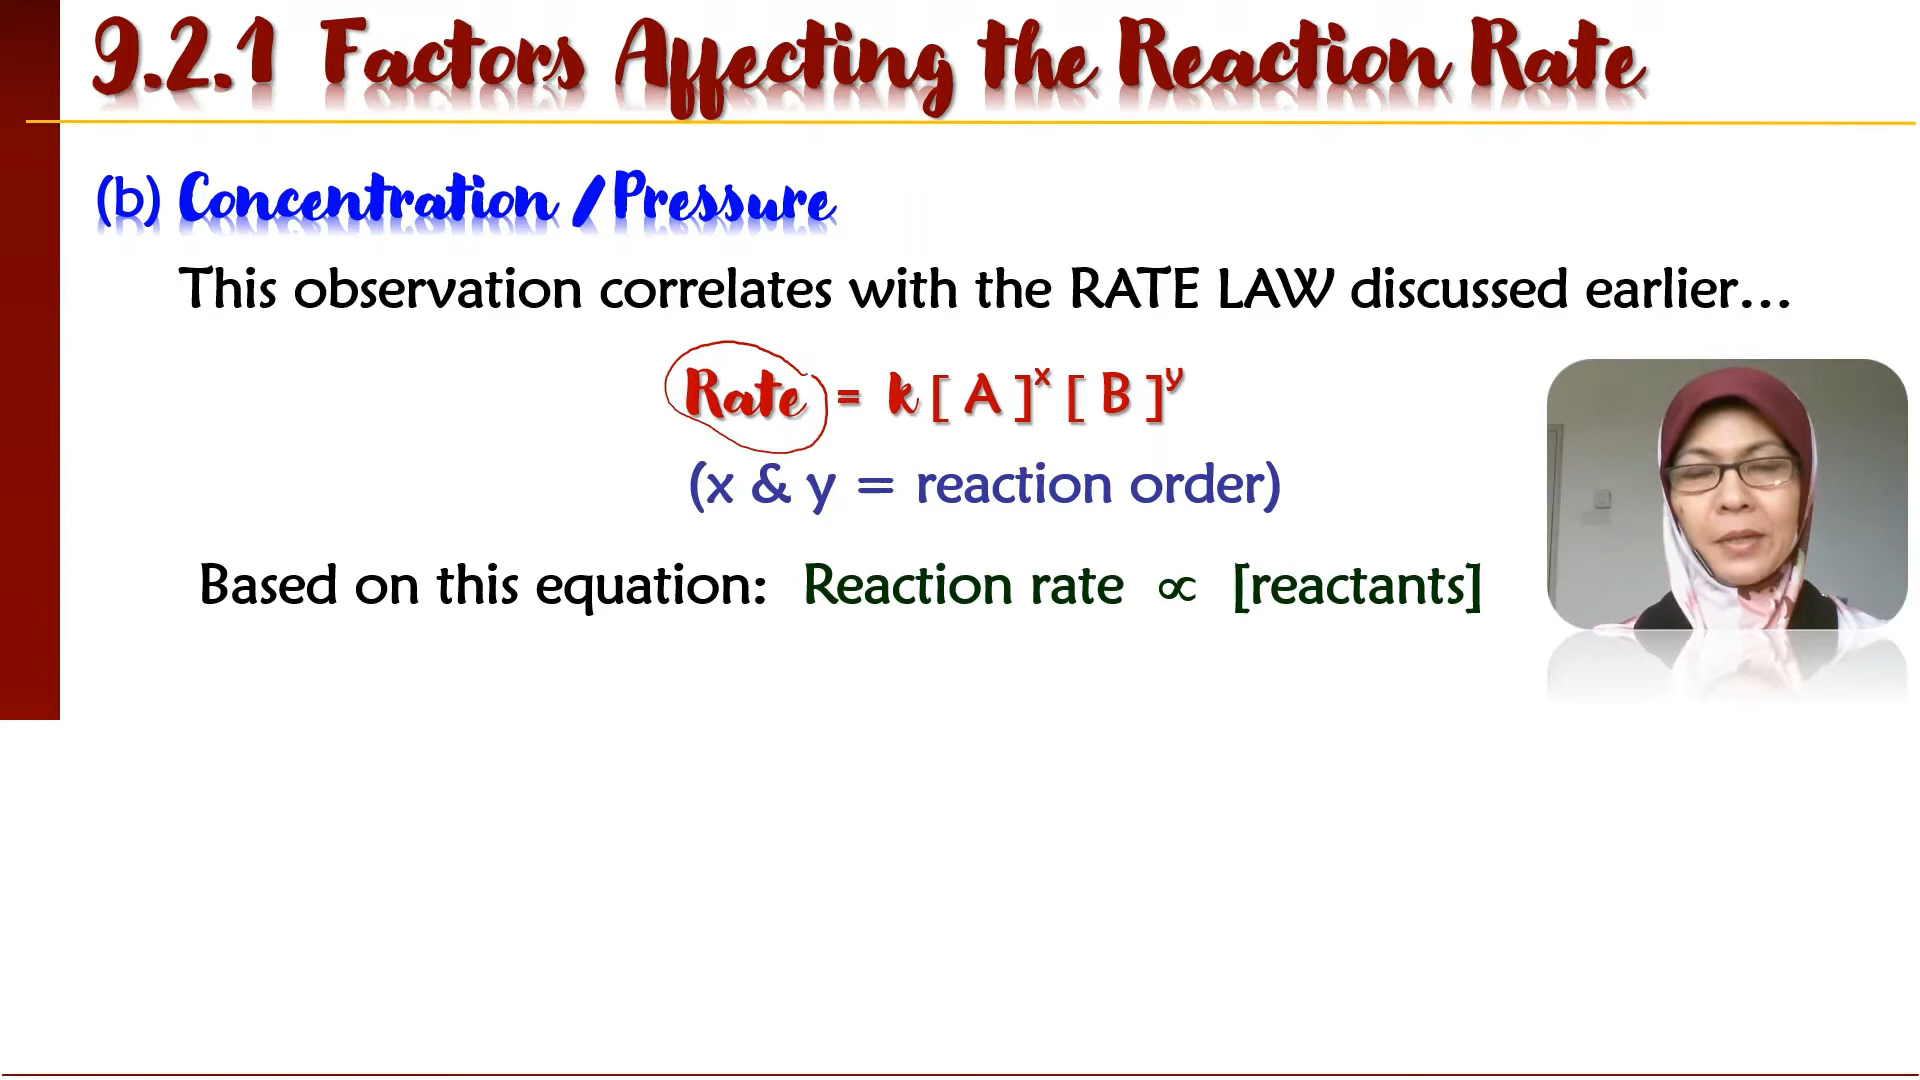 9.2.1 Factors Affecting the Reaction Rate
(b) Concentration / Pressure
This observation correlates with the RATE LAW discussed earlier...
Rate = k [ A ]ˣ [ B ]ʸ
(x & y = reaction order)
Based on this equation: Reaction rate ∝ [reactants]